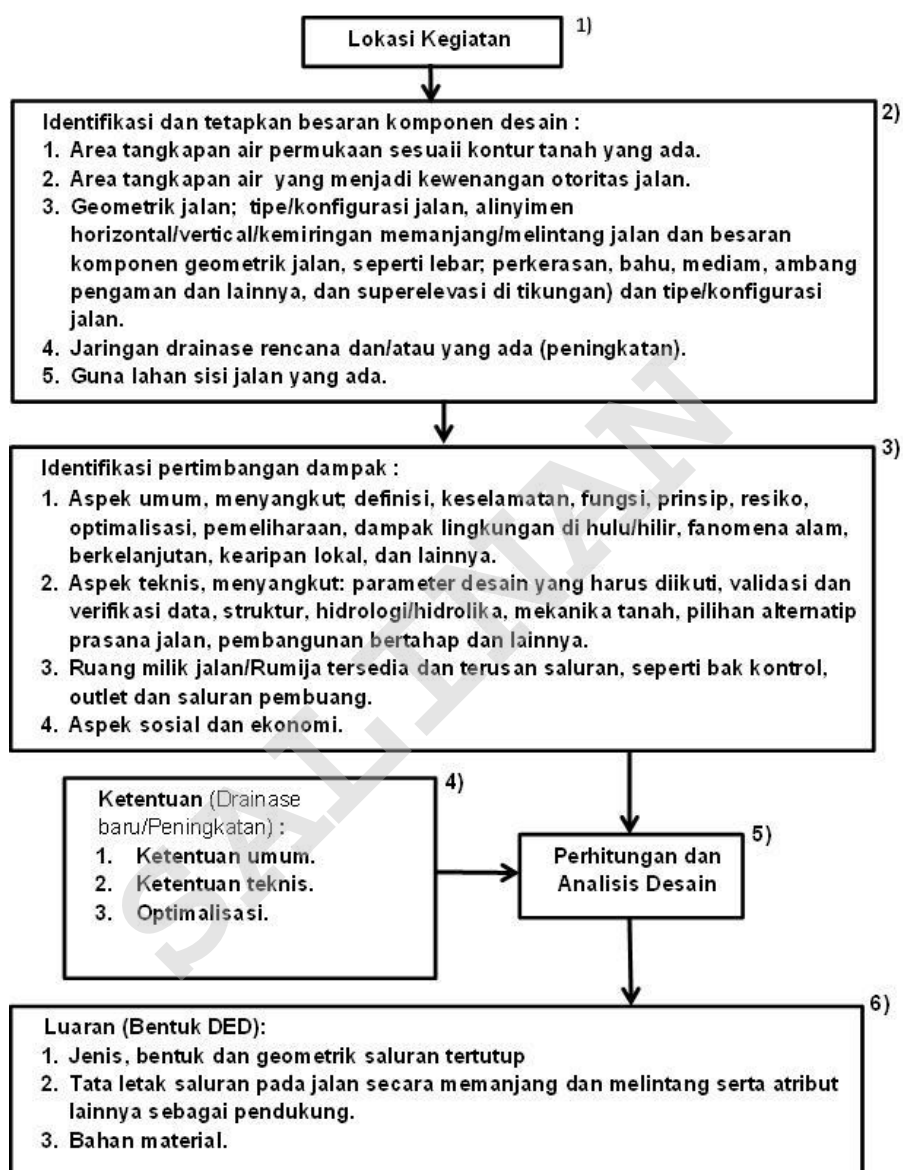 Lokasi Kegiatan
1)
2)
Identifikasi dan tetapkan besaran komponen desain :
1. Area tangkapan air permukaan sesuaii kontur tanah yang ada.
2. Area tangkapan air yang menjadi kewenangan otoritas jalan.
3. Geometrik jalan; tipe/konfigurasi jalan, alinyimen
horizontal/vertical/kemiringan memanjang/melintang jalan dan besaran
komponen geometrik jalan, seperti lebar; perkerasan, bahu, mediam, ambang
pengaman dan lainnya, dan superelevasi di tikungan) dan tipe/konfigurasi
jalan.
4. Jaringan drainase rencana dan/atau yang ada (peningkatan).
5. Guna lahan sisi jalan yang ada.
3)
Identifikasi pertimbangan dampak :
1. Aspek umum, menyangkut; definisi, keselamatan, fungsi, prinsip, resiko,
optimalisasi, pemeliharaan, dampak lingkungan di hulu/hilir, fanomena alam,
berkelanjutan, kearipan lokal, dan lainnya.
2. Aspek teknis, menyangkut: parameter desain yang harus diikuti, validasi dan
verifikasi data, struktur, hidrologi/hidrolika, mekanika tanah, pilihan alternatip
prasana jalan, pembangunan bertahap dan lainnya.
3. Ruang milik jalan/Rumija tersedia dan terusan saluran, seperti bak kontrol,
outlet dan saluran pembuang.
4. Aspek sosial dan ekonomi.
4)
Ketentuan (Drainase
baru/Peningkatan) :
1. Ketentuan umum.
2. Ketentuan teknis.
3. Optimalisasi.
5)
Perhitungan dan
Analisis Desain
6)
Luaran (Bentuk DED):
1. Jenis, bentuk dan geometrik saluran tertutup
2. Tata letak saluran pada jalan secara memanjang dan melintang serta atribut
lainnya sebagai pendukung.
3. Bahan material.
SALINAN